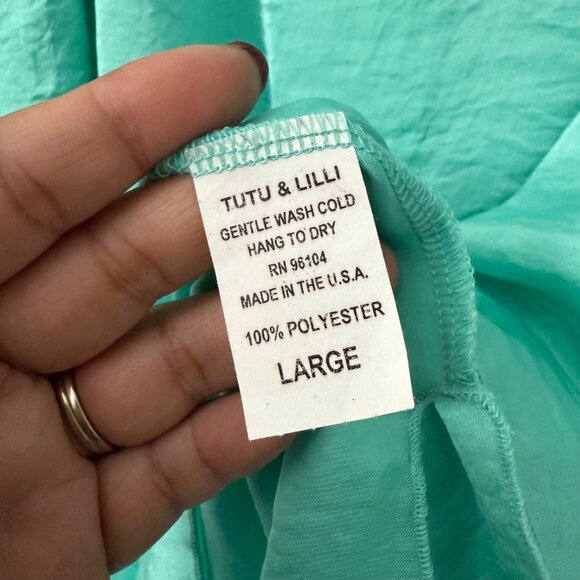 TUTU & LILLI
GENTLE WASH COLD
HANG TO DRY
RN 96104
MADE IN THE U.S.A.
100% POLYESTER
LARGE